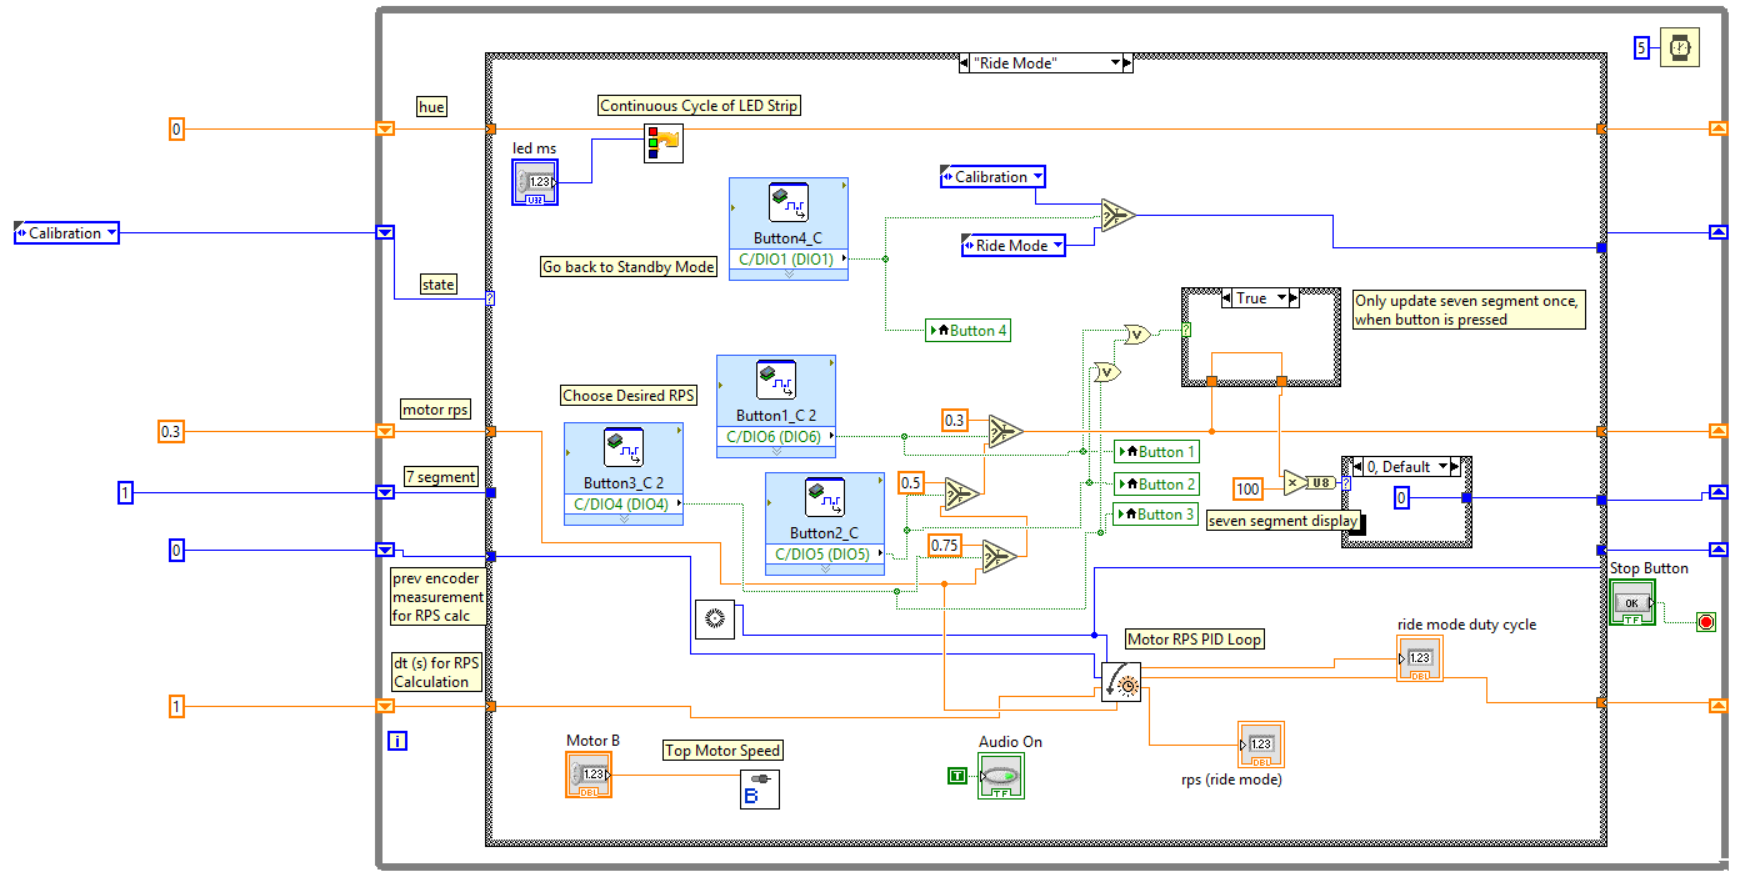 "Ride Mode"
5
hue
Continuous Cycle of LED Strip
0
led ms
1.23
U32
Calibration
Button4_C
C/DIO1 (DIO1)
Calibration
Ride Mode
Go back to Standby Mode
state
?
Button 4
True
Only update seven segment once,
when button is pressed
?
V
V
Choose Desired RPS
Button1_C 2
C/DIO6 (DIO6)
motor rps
0.3
0.3
Button3_C 2
C/DIO4 (DIO4)
Button 1
Button 2
Button 3
7 segment
1
0.5
Button2_C
C/DIO5 (DIO5)
0.75
100
x
U8
?
0, Default
0
seven segment display
0
prev encoder
measurement
for RPS calc
Stop Button
OK
TF
Motor RPS PID Loop
ride mode duty cycle
1.23
DBL
dt (s) for RPS
Calculation
1
i
Motor B
1.23
DBL
Top Motor Speed
B
Audio On
T
TF
1.23
DBL
rps (ride mode)